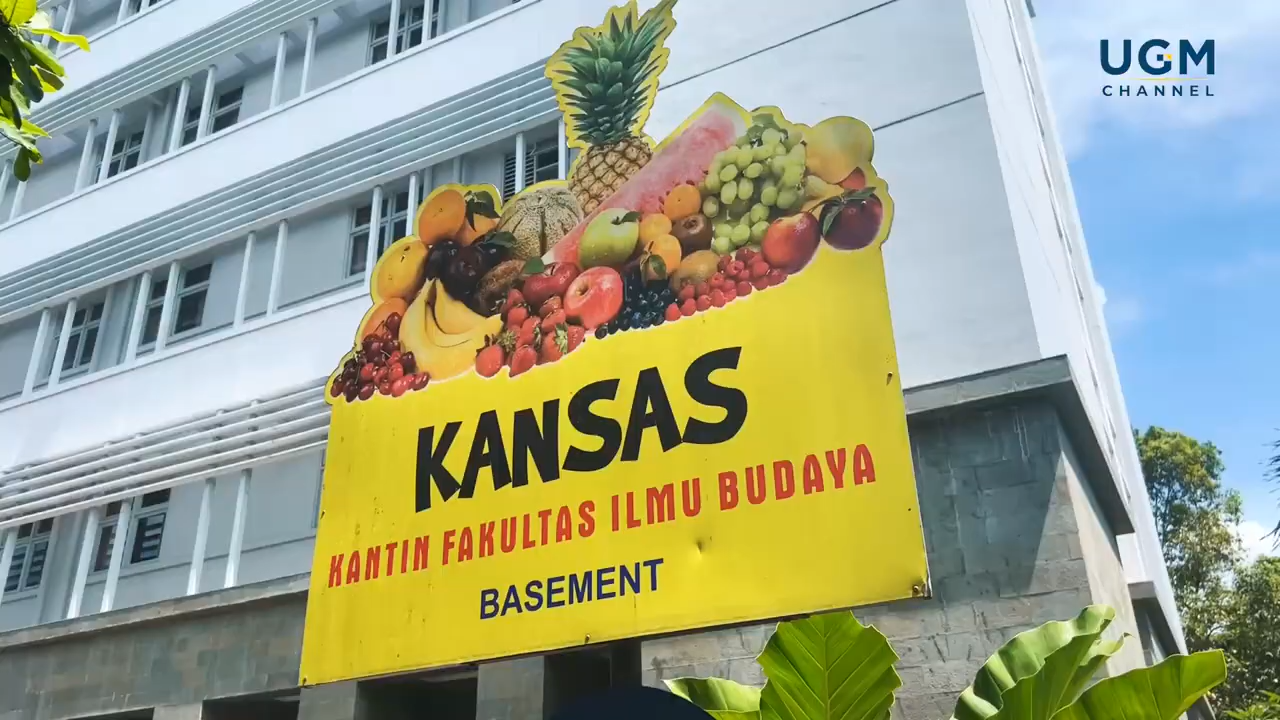 UGM
CHANNEL
KANSAS
KANTIN FAKULTAS ILMU BUDAYA
BASEMENT